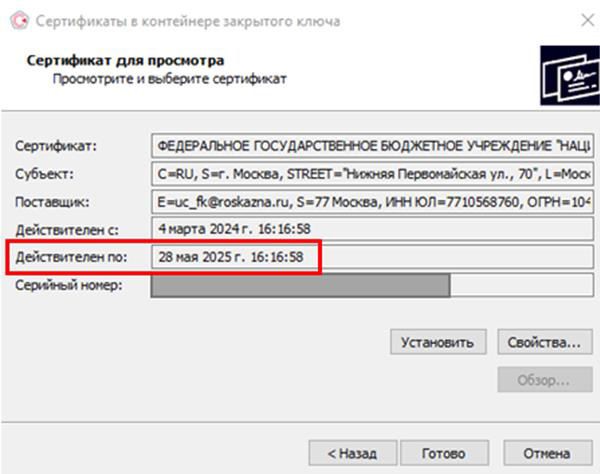 Сертификаты в контейнере закрытого ключа
Сертификат для просмотра
Просмотрите и выберите сертификат
Сертификат: ФЕДЕРАЛЬНОЕ ГОСУДАРСТВЕННОЕ БЮДЖЕТНОЕ УЧРЕЖДЕНИЕ "НАЦИ
Субъект: C=RU, S=г. Москва, STREET="Нижняя Первомайская ул., 70", L=Моск
Поставщик: E=uc_fk@roskazna.ru, S=77 Москва, ИНН ЮЛ=7710568760, ОГРН=104
Действителен с: 4 марта 2024 г. 16:16:58
Действителен по: 28 мая 2025 г. 16:16:58
Серийный номер:
Установить Свойства...
Обзор...
< Назад Готово Отмена